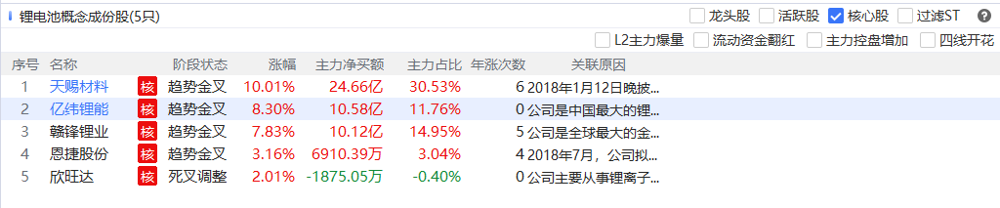 锂电池概念成份股(5只) 龙头股 活跃股 核心股 过滤ST ?
L2主力爆量 流动资金翻红 主力控盘增加 四线开花
序号 名称 阶段状态 涨幅 主力净买额 主力占比 年涨次数 关联原因
1 天赐材料 核 趋势金叉 10.01% 24.66亿 30.53% 6 2018年1月12日晚披...
2 亿纬锂能 核 趋势金叉 8.30% 10.58亿 11.76% 0 公司是中国最大的锂...
3 赣锋锂业 核 趋势金叉 7.83% 10.12亿 14.95% 5 公司是全球最大的金...
4 恩捷股份 核 趋势金叉 3.16% 6910.39万 3.04% 4 2018年7月，公司拟...
5 欣旺达 核 死叉调整 2.01% -1875.05万 -0.40% 0 公司主要从事锂离子...